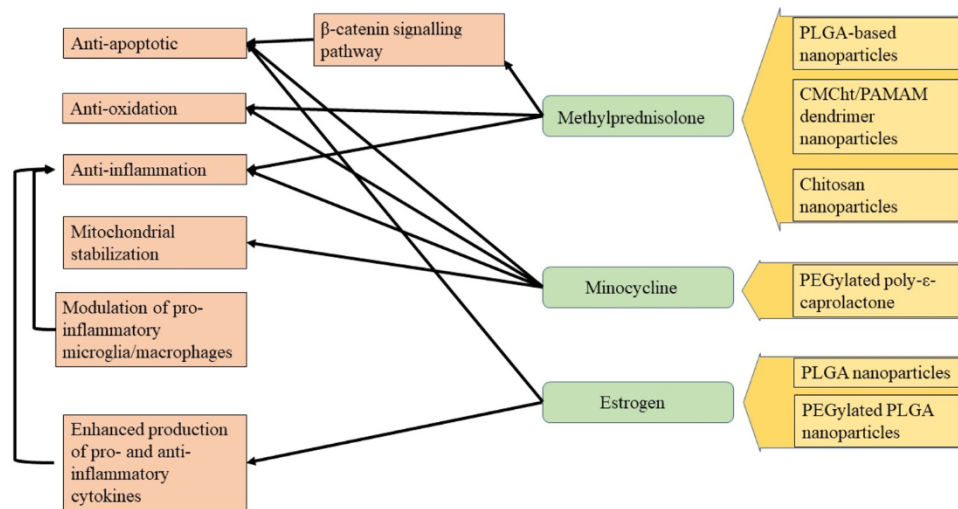 Anti-apoptotic
β-catenin signalling
pathway
Anti-oxidation
Anti-inflammation
Mitochondrial
stabilization
Modulation of pro-
inflammatory
microglia/macrophages
Enhanced production
of pro- and anti-
inflammatory
cytokines
Methylprednisolone
Minocycline
Estrogen
PLGA-based
nanoparticles
CMCht/PAMAM
dendrimer
nanoparticles
Chitosan
nanoparticles
PEGylated poly-ε-
caprolactone
PLGA nanoparticles
PEGylated PLGA
nanoparticles